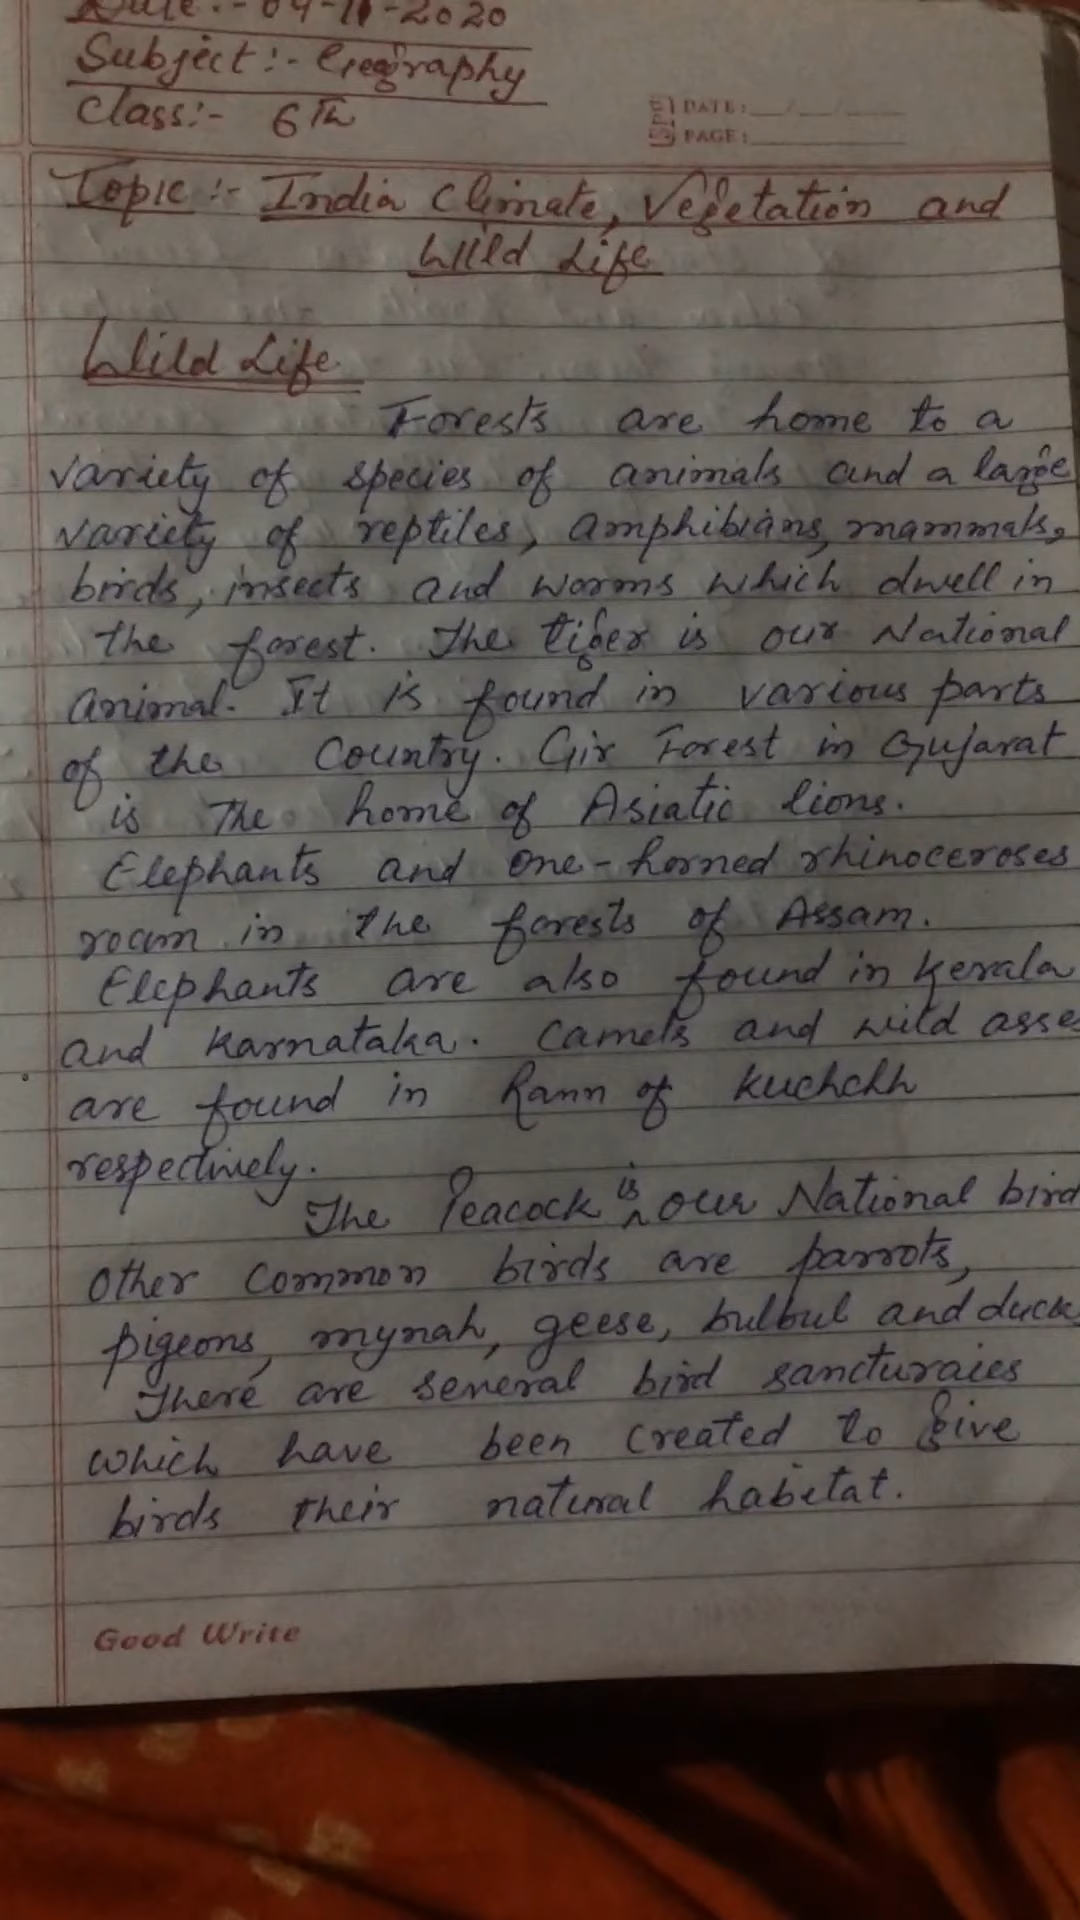 Date:- 04-11-2020
Subject:- Geography
Class:- 6Th
DATE: __/__/__
PAGE:
Topic:- India Climate, Vegetation and
Wild Life
Wild Life
Forests are home to a
variety of species of animals and a large
variety of reptiles, amphibians, mammals,
birds, insects and worms which dwell in
the forest. The tiger is our National
animal. It is found in various parts
of the Country. Gir Forest in Gujarat
is The home of Asiatic lions.
Elephants and one-horned rhinoceroses
roam in the forests of Assam.
Elephants are also found in Kerala
and Karnataka. Camels and wild asses
are found in Rann of Kuchchh
respectively.
The Peacock is our National bird
Other Common birds are parrots,
pigeons, mynah, geese, bulbul and duck
There are several bird sancturaies
which have been created to give
birds their natural habitat.
Good Write